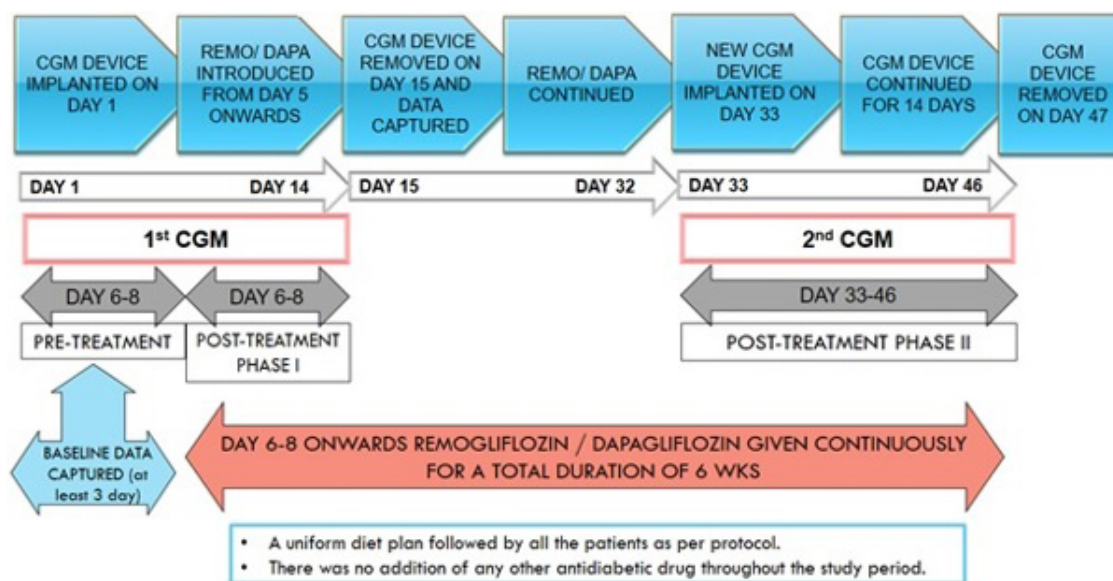 CGM DEVICE
IMPLANTED ON
DAY 1
REMO/ DAPA
INTRODUCED
FROM DAY 5
ONWARDS
CGM DEVICE
REMOVED ON
DAY 15 AND
DATA
CAPTURED
REMO/ DAPA
CONTINUED
NEW CGM
DEVICE
IMPLANTED ON
DAY 33
CGM DEVICE
CONTINUED
FOR 14 DAYS
CGM
DEVICE
REMOVED
ON DAY 47
DAY 1
DAY 14
DAY 15
DAY 32
DAY 33
DAY 46
1st CGM
2nd CGM
DAY 6-8
DAY 6-8
DAY 33-46
PRE-TREATMENT
POST-TREATMENT
PHASE I
POST-TREATMENT PHASE II
BASELINE DATA
CAPTURED (at
least 3 day)
DAY 6-8 ONWARDS REMOGLIFLOZIN / DAPAGLIFLOZIN GIVEN CONTINUOUSLY
FOR A TOTAL DURATION OF 6 WKS
• A uniform diet plan followed by all the patients as per protocol.
• There was no addition of any other antidiabetic drug throughout the study period.